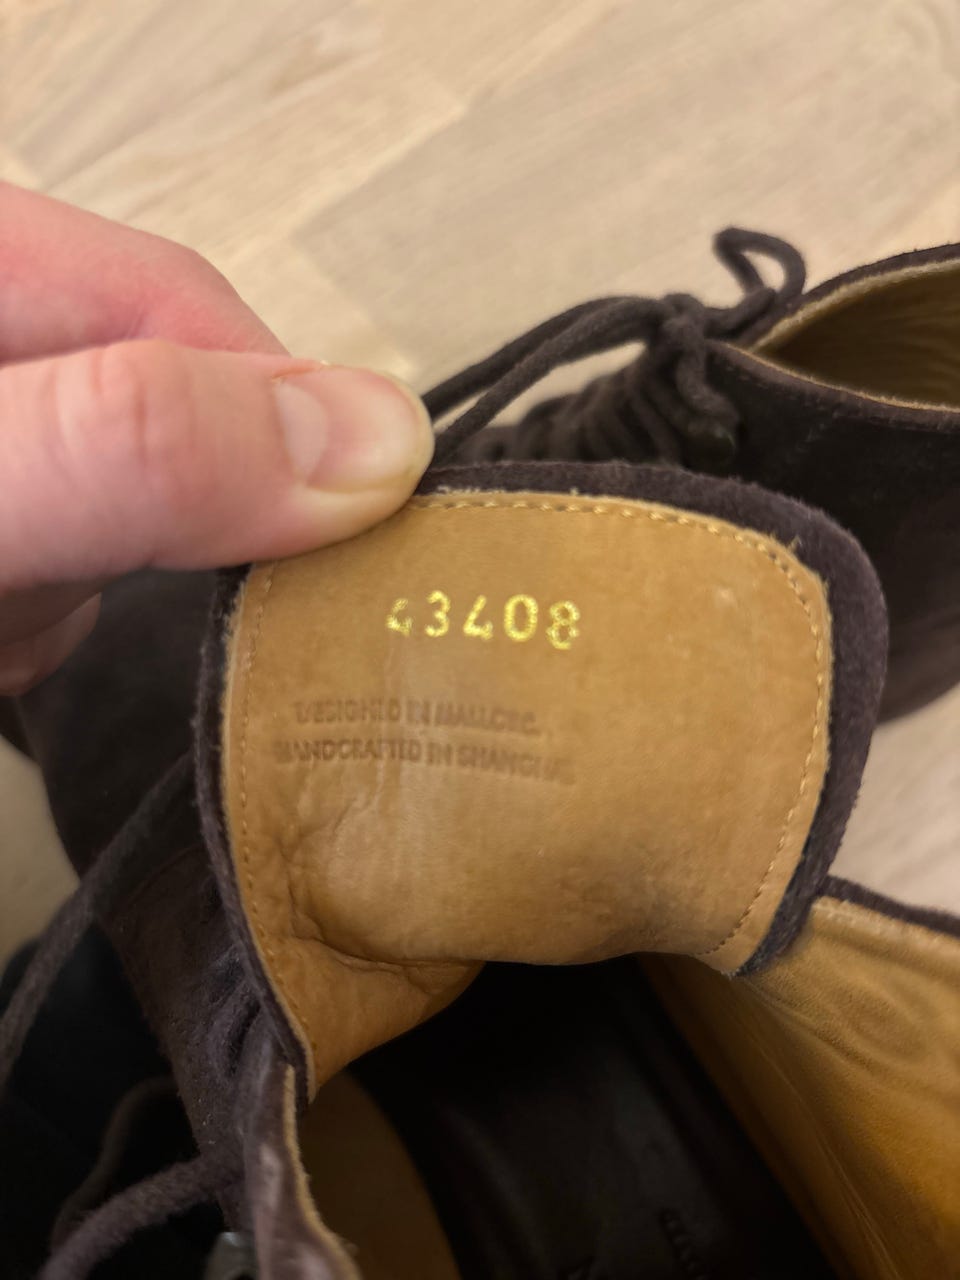 43408
DESIGNED IN MALLORCA
HANDCRAFTED IN SHANGHAI